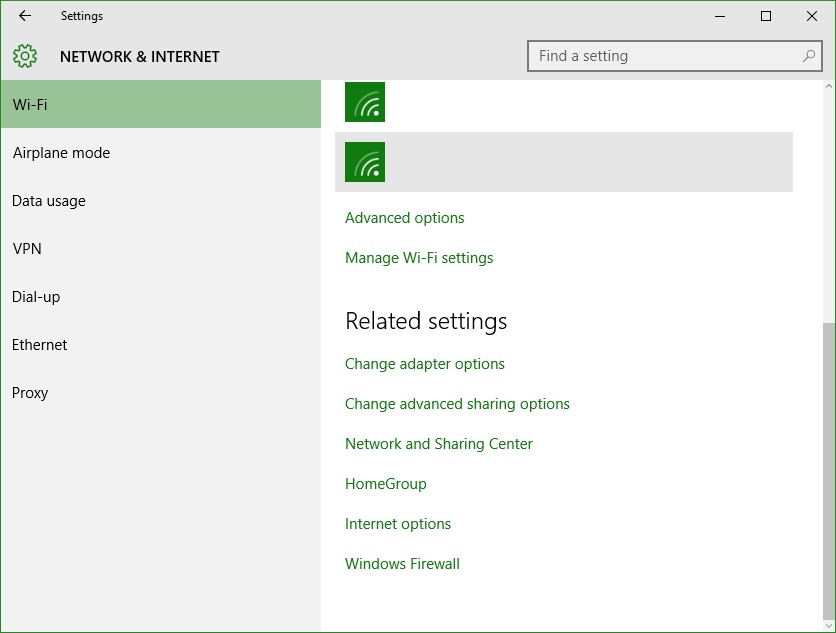 Settings
NETWORK & INTERNET
Find a setting
Wi-Fi
Airplane mode
Data usage
VPN
Dial-up
Ethernet
Proxy
Advanced options
Manage Wi-Fi settings
Related settings
Change adapter options
Change advanced sharing options
Network and Sharing Center
HomeGroup
Internet options
Windows Firewall